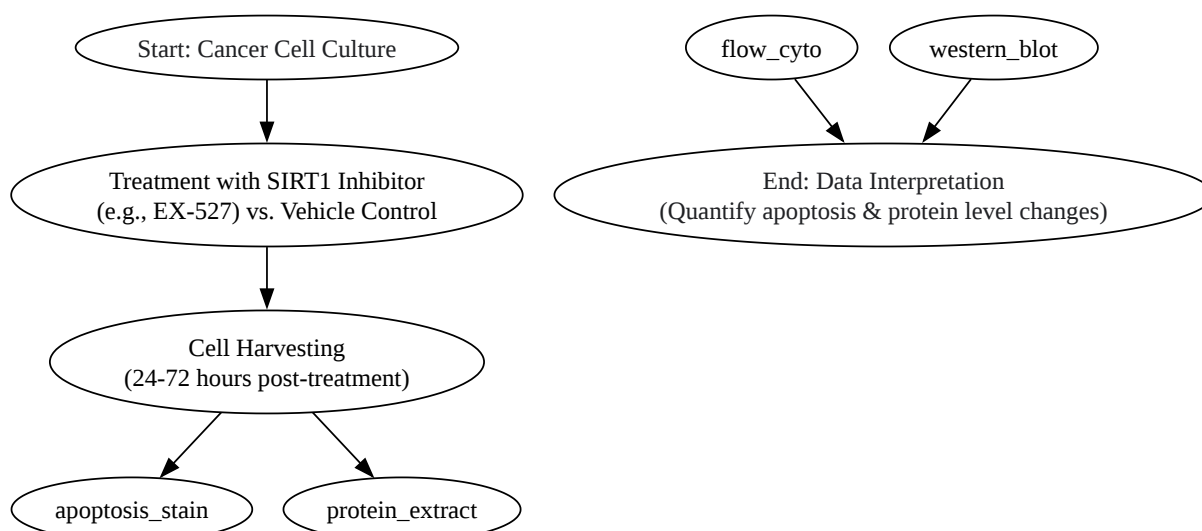 Start: Cancer Cell Culture
Treatment with SIRT1 Inhibitor
(e.g., EX-527) vs. Vehicle Control
Cell Harvesting
(24-72 hours post-treatment)
apoptosis_stain
protein_extract
flow_cyto
western_blot
End: Data Interpretation
(Quantify apoptosis & protein level changes)